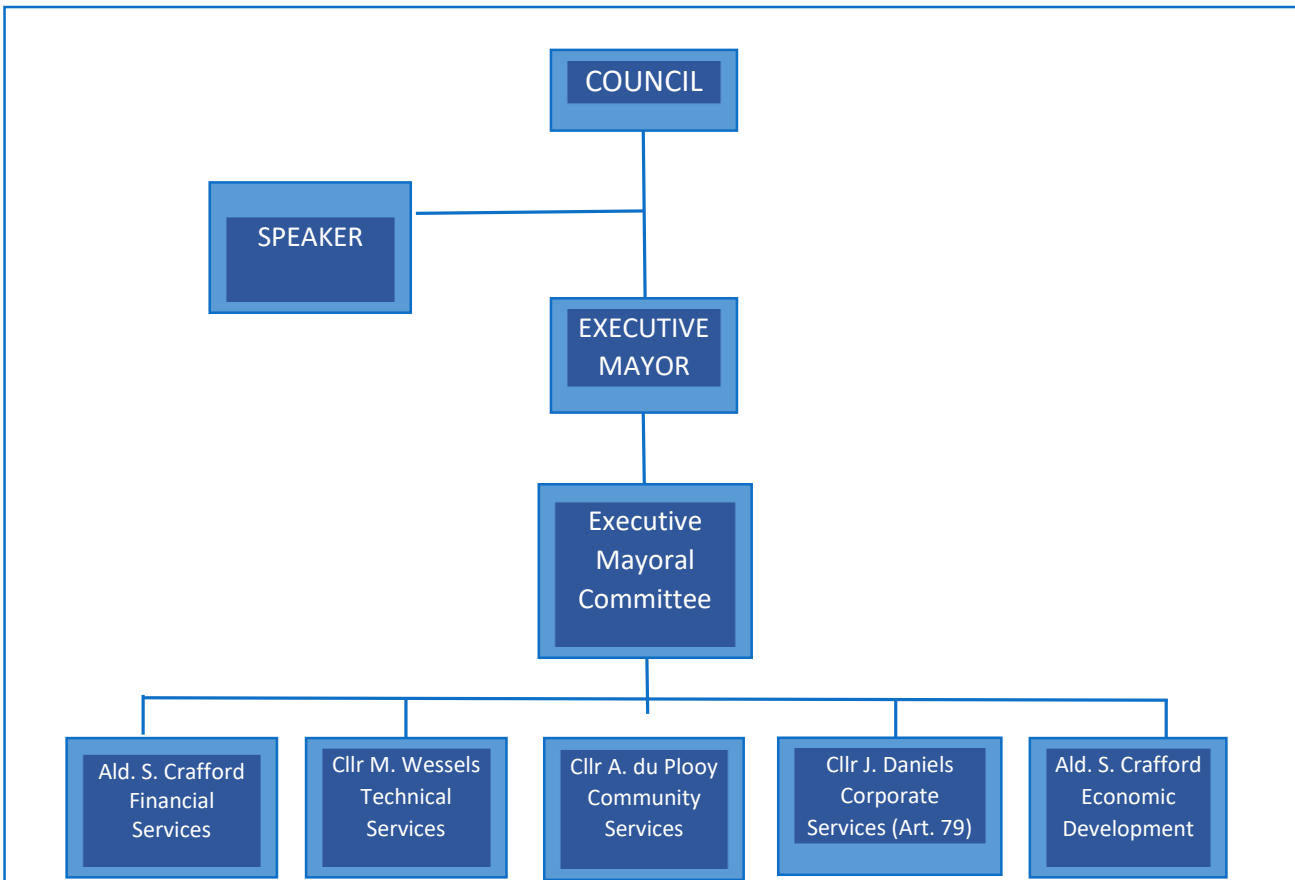 COUNCIL
SPEAKER
EXECUTIVE
MAYOR
Executive
Mayoral
Committee
Ald. S. Crafford
Financial
Services
Cllr M. Wessels
Technical
Services
Cllr A. du Plooy
Community
Services
Cllr J. Daniels
Corporate
Services (Art. 79)
Ald. S. Crafford
Economic
Development